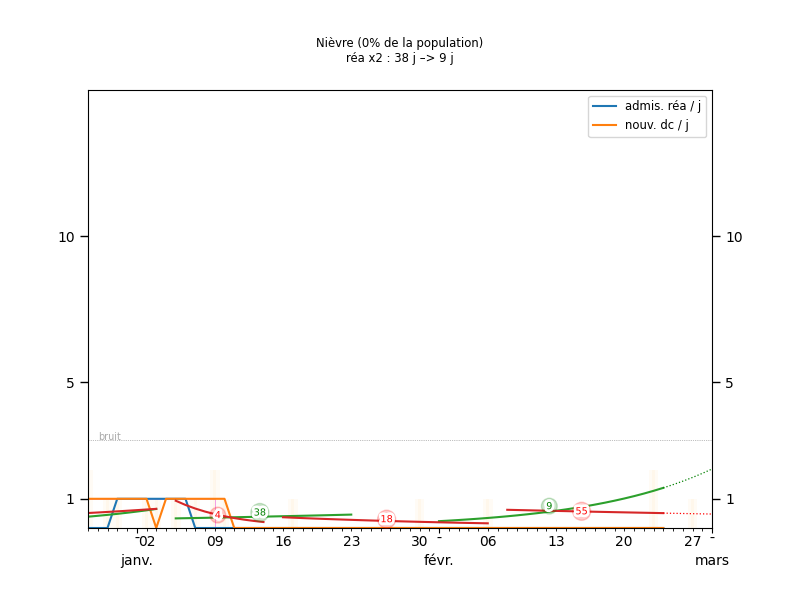 Nièvre (0% de la population)
réa x2 : 38 j –> 9 j
admis. réa / j
nouv. dc / j
10
10
5
5
bruit
1
1
4
38
18
9
55
02
09
16
23
30
06
13
20
27
janv.
févr.
mars